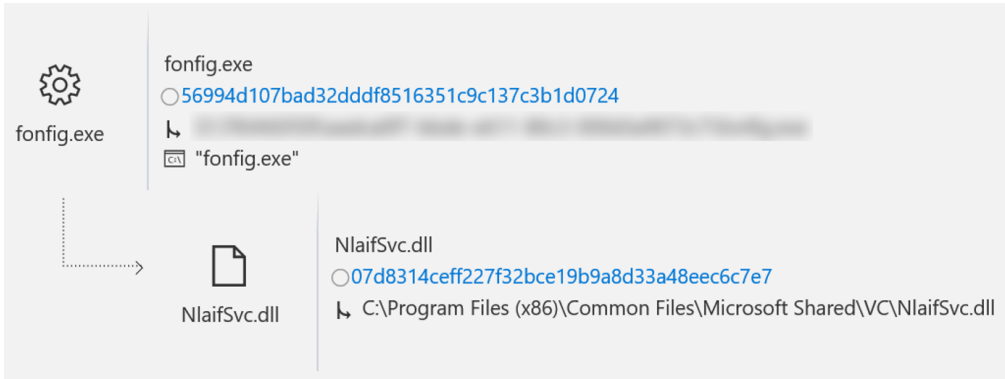 fonfig.exe
fonfig.exe
56994d107bad32dddf8516351c9c137c3b1d0724
"fonfig.exe"
NlaifSvc.dll
NlaifSvc.dll
07d8314ceff227f32bce19b9a8d33a48eec6c7e7
C:\Program Files (x86)\Common Files\Microsoft Shared\VC\NlaifSvc.dll